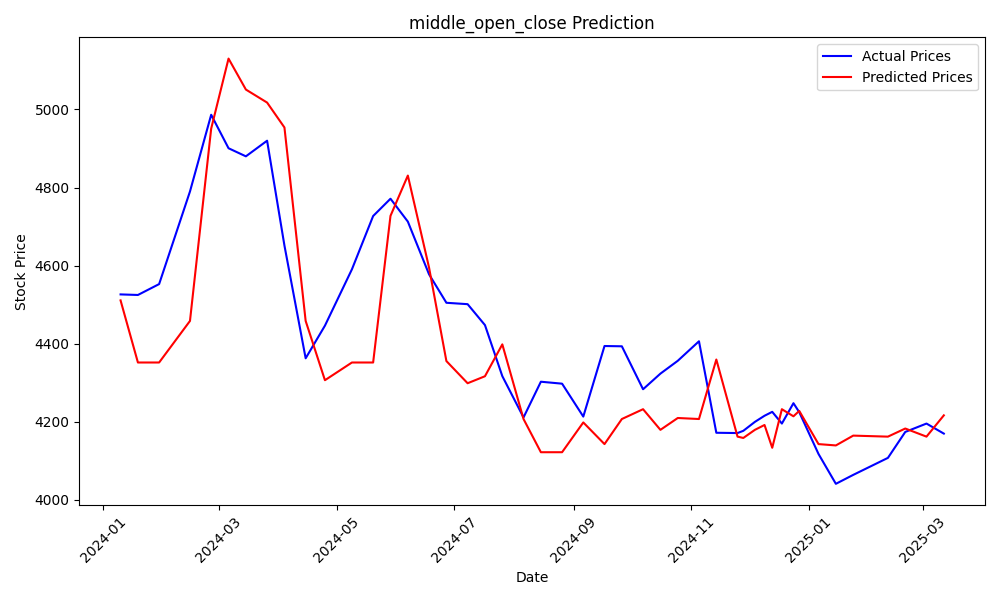 middle_open_close Prediction
Actual Prices
Predicted Prices
Stock Price
5000
4800
4600
4400
4200
4000
2024-01
2024-03
2024-05
2024-07
2024-09
2024-11
2025-01
2025-03
Date